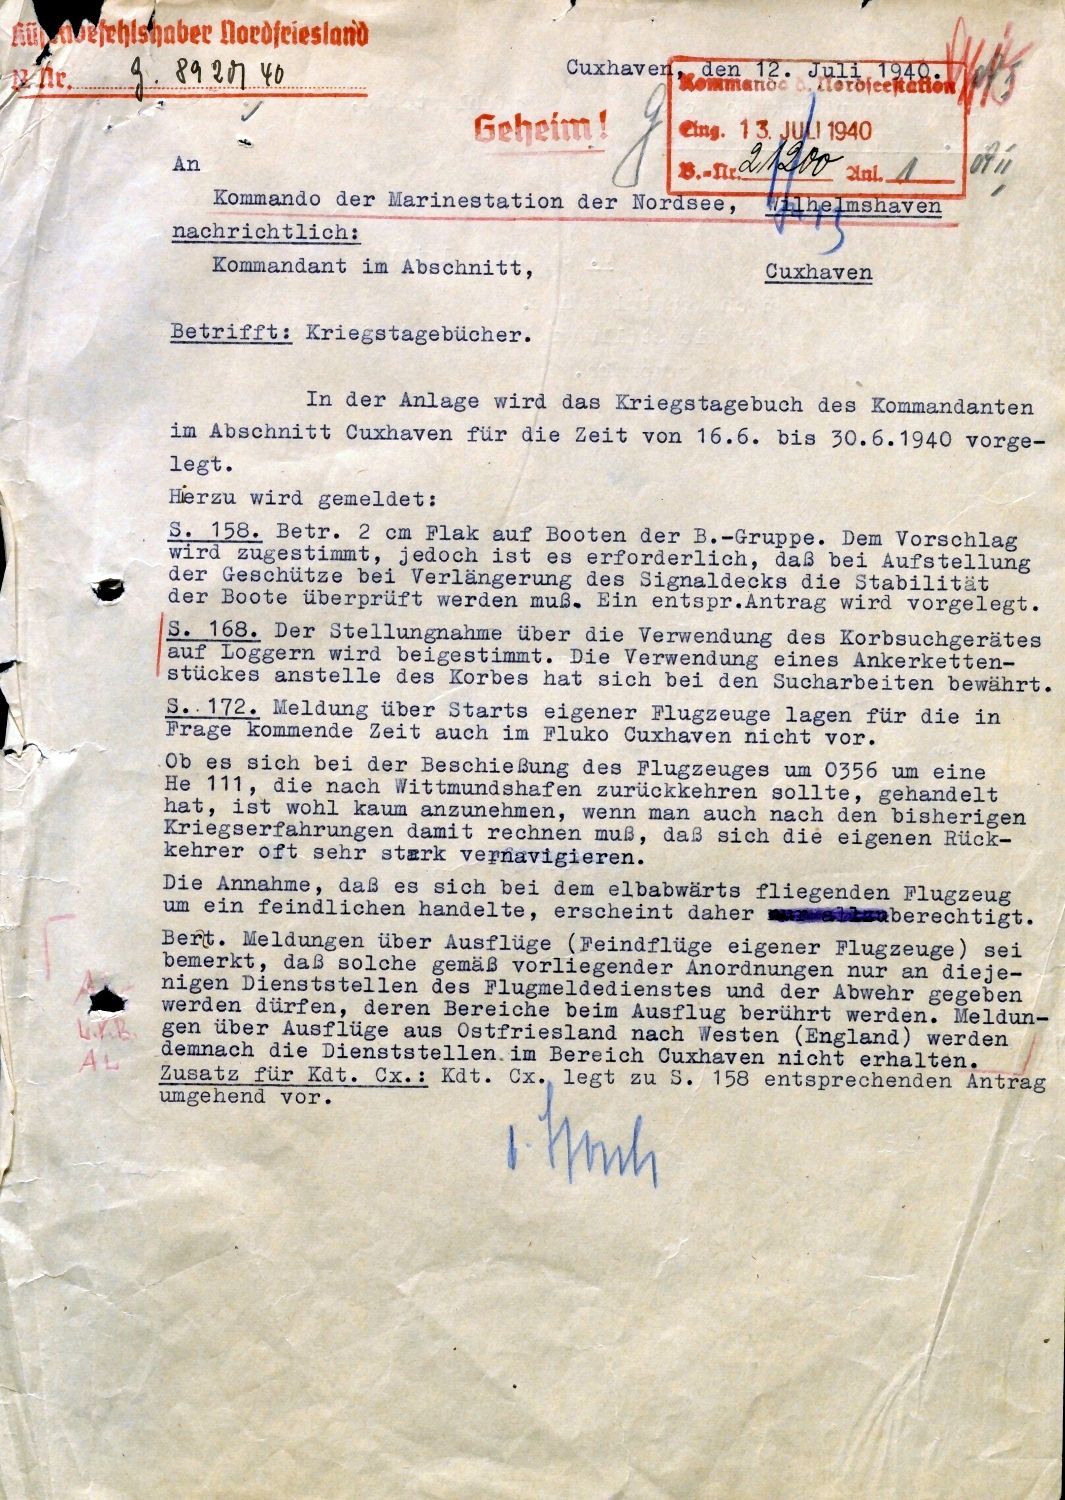 Küstenbefehlshaber Nordfriesland
B.Nr. g. 8920/40
Cuxhaven, den 12. Juli 1940.
Kommando d. Nordseestation
Eing. 13. JULI 1940
B.-Nr. 21200 Anl. 1
Geheim!
g
An
Kommando der Marinestation der Nordsee, Wilhelmshaven
nachrichtlich:
Kommandant im Abschnitt, Cuxhaven
Betrifft: Kriegstagebücher.
In der Anlage wird das Kriegstagebuch des Kommandanten
im Abschnitt Cuxhaven für die Zeit von 16.6. bis 30.6.1940 vorge-
legt.
Hierzu wird gemeldet:
S. 158. Betr. 2 cm Flak auf Booten der B.-Gruppe. Dem Vorschlag
wird zugestimmt, jedoch ist es erforderlich, daß bei Aufstellung
der Geschütze bei Verlängerung des Signaldecks die Stabilität
der Boote überprüft werden muß. Ein entspr.Antrag wird vorgelegt.
S. 168. Der Stellungnahme über die Verwendung des Korbsuchgerätes
auf Loggern wird beigestimmt. Die Verwendung eines Ankerketten-
stückes anstelle des Korbes hat sich bei den Sucharbeiten bewährt.
S. 172. Meldung über Starts eigener Flugzeuge lagen für die in
Frage kommende Zeit auch im Fluko Cuxhaven nicht vor.
Ob es sich bei der Beschießung des Flugzeuges um 0356 um eine
He 111, die nach Wittmundshafen zurückkehren sollte, gehandelt
hat, ist wohl kaum anzunehmen, wenn man auch nach den bisherigen
Kriegserfahrungen damit rechnen muß, daß sich die eigenen Rück-
kehrer oft sehr stark vernavigieren.
Die Annahme, daß es sich bei dem elbabwärts fliegenden Flugzeug
um ein feindlichen handelte, erscheint daher berechtigt.
Bert. Meldungen über Ausflüge (Feindflüge eigener Flugzeuge) sei
bemerkt, daß solche gemäß vorliegender Anordnungen nur an dieje-
nigen Dienststellen des Flugmeldedienstes und der Abwehr gegeben
werden dürfen, deren Bereiche beim Ausflug berührt werden. Meldun-
gen über Ausflüge aus Ostfriesland nach Westen (England) werden
demnach die Dienststellen im Bereich Cuxhaven nicht erhalten.
Zusatz für Kdt. Cx.: Kdt. Cx. legt zu S. 158 entsprechenden Antrag
umgehend vor.